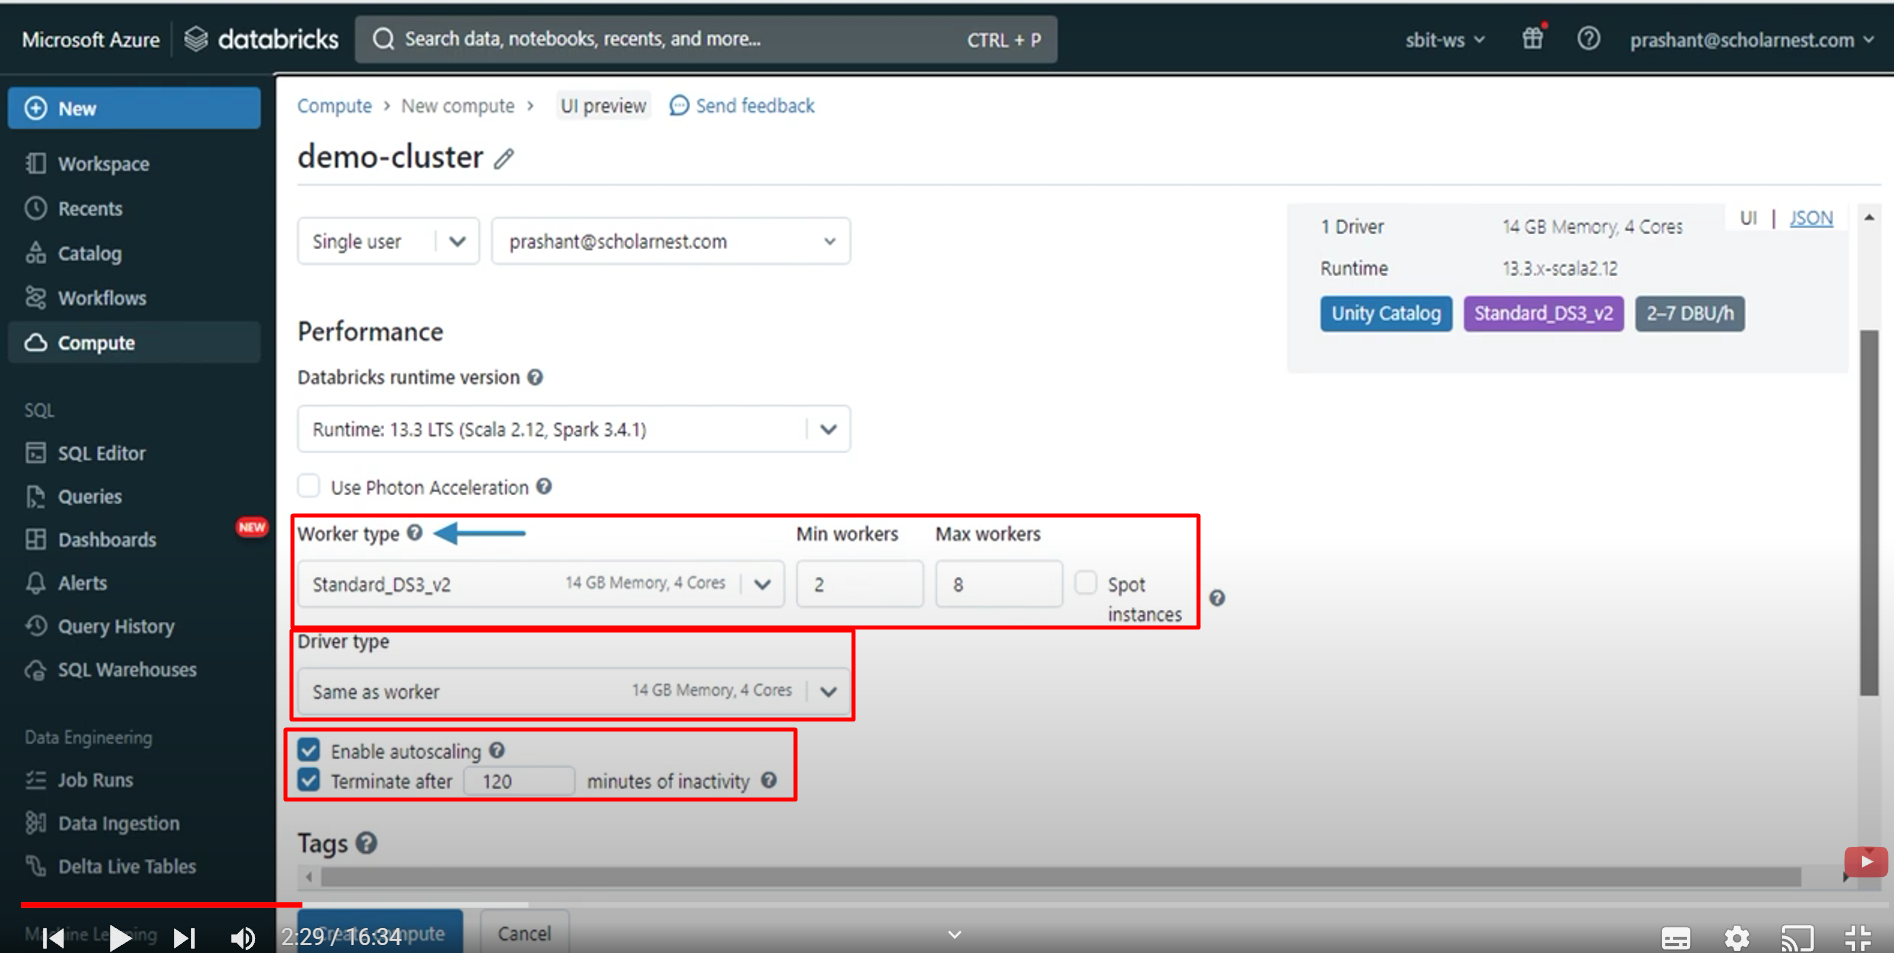 Microsoft Azure databricks Search data, notebooks, recents, and more... CTRL + P sbit-ws prashant@scholarnest.com
New
Workspace
Recents
Catalog
Workflows
Compute
SQL
SQL Editor
Queries
NEW
Dashboards
Alerts
Query History
SQL Warehouses
Data Engineering
Job Runs
Data Ingestion
Delta Live Tables
Machine Learning
Compute > New compute > UI preview Send feedback
demo-cluster
Single user prashant@scholarnest.com
UI | JSON
1 Driver 14 GB Memory, 4 Cores
Runtime 13.3.x-scala2.12
Unity Catalog Standard_DS3_v2 2–7 DBU/h
Performance
Databricks runtime version
Runtime: 13.3 LTS (Scala 2.12, Spark 3.4.1)
Use Photon Acceleration
Worker type Min workers Max workers
Standard_DS3_v2 14 GB Memory, 4 Cores 2 8 Spot
instances
Driver type
Same as worker 14 GB Memory, 4 Cores
Enable autoscaling
Terminate after 120 minutes of inactivity
Tags
Create compute Cancel
2:29 / 16:34